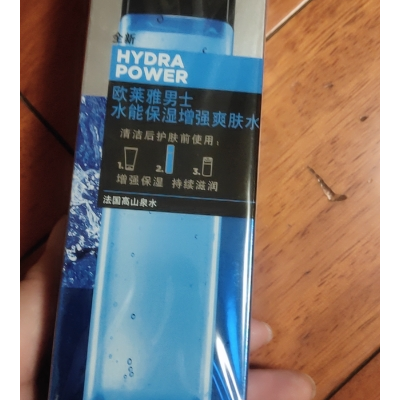 全新
HYDRA
POWER
欧莱雅男士
水能保湿增强爽肤水
清洁后护肤前使用：
1. 2. 3.
增强保湿 持续滋润
法国高山泉水